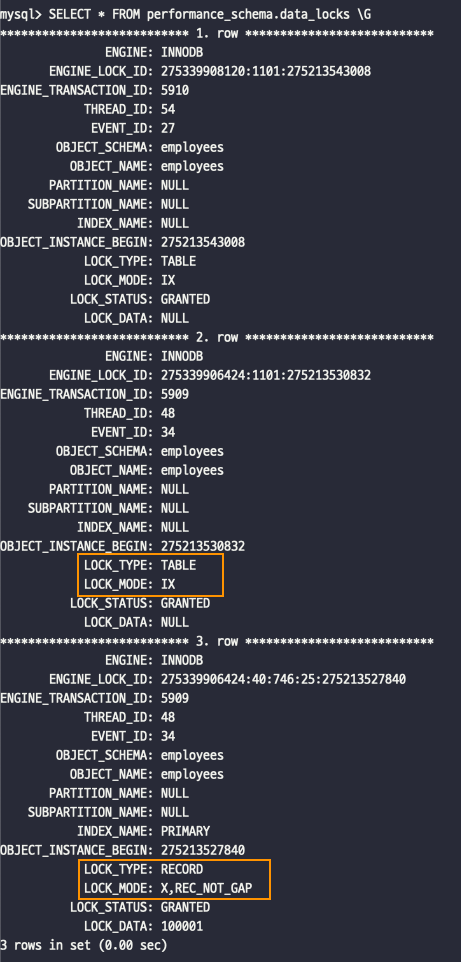 mysql> SELECT * FROM performance_schema.data_locks \G
*************************** 1. row ***************************
ENGINE: INNODB
ENGINE_LOCK_ID: 275339908120:1101:275213543008
ENGINE_TRANSACTION_ID: 5910
THREAD_ID: 54
EVENT_ID: 27
OBJECT_SCHEMA: employees
OBJECT_NAME: employees
PARTITION_NAME: NULL
SUBPARTITION_NAME: NULL
INDEX_NAME: NULL
OBJECT_INSTANCE_BEGIN: 275213543008
LOCK_TYPE: TABLE
LOCK_MODE: IX
LOCK_STATUS: GRANTED
LOCK_DATA: NULL
*************************** 2. row ***************************
ENGINE: INNODB
ENGINE_LOCK_ID: 275339906424:1101:275213530832
ENGINE_TRANSACTION_ID: 5909
THREAD_ID: 48
EVENT_ID: 34
OBJECT_SCHEMA: employees
OBJECT_NAME: employees
PARTITION_NAME: NULL
SUBPARTITION_NAME: NULL
INDEX_NAME: NULL
OBJECT_INSTANCE_BEGIN: 275213530832
LOCK_TYPE: TABLE
LOCK_MODE: IX
LOCK_STATUS: GRANTED
LOCK_DATA: NULL
*************************** 3. row ***************************
ENGINE: INNODB
ENGINE_LOCK_ID: 275339906424:40:746:25:275213527840
ENGINE_TRANSACTION_ID: 5909
THREAD_ID: 48
EVENT_ID: 34
OBJECT_SCHEMA: employees
OBJECT_NAME: employees
PARTITION_NAME: NULL
SUBPARTITION_NAME: NULL
INDEX_NAME: PRIMARY
OBJECT_INSTANCE_BEGIN: 275213527840
LOCK_TYPE: RECORD
LOCK_MODE: X,REC_NOT_GAP
LOCK_STATUS: GRANTED
LOCK_DATA: 100001
3 rows in set (0.00 sec)